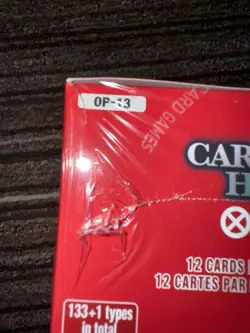 OP-13
CARD GAMES
CAR
H
12 CARDS
12 CARTES PAR
133+1 types
in total